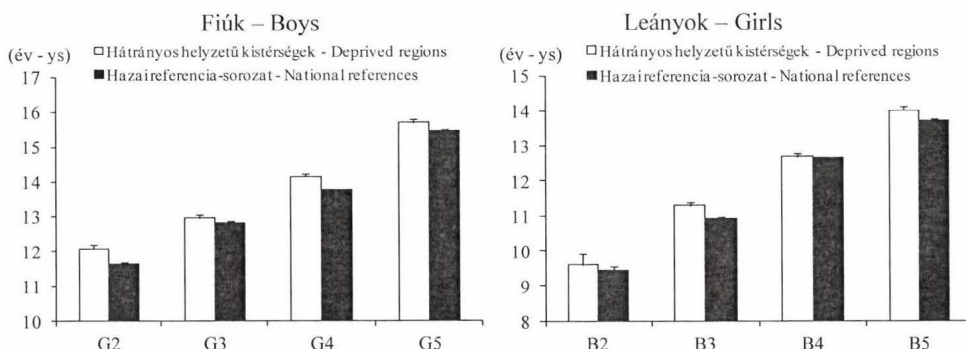 Fiúk – Boys
(év - ys)
Hátrányos helyzetű kistérségek - Deprived regions
Hazai referencia-sorozat - National references
17
16
15
14
13
12
11
10
G2 G3 G4 G5
Leányok – Girls
(év - ys)
Hátrányos helyzetű kistérségek - Deprived regions
Hazai referencia-sorozat - National references
15
14
13
12
11
10
9
8
B2 B3 B4 B5